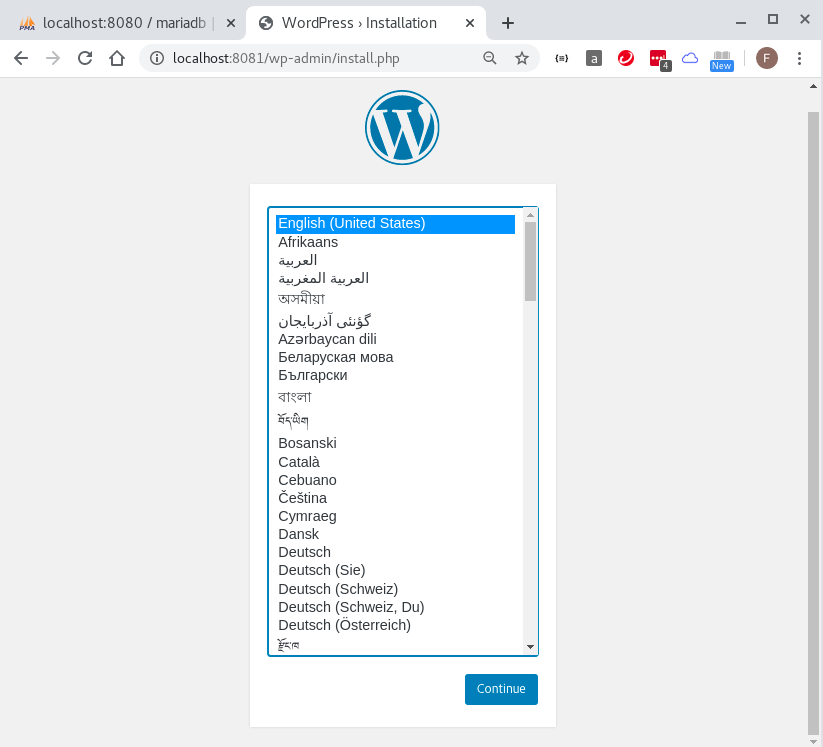 localhost:8080 / mariadb |
WordPress › Installation
localhost:8081/wp-admin/install.php
a
4
New
F
English (United States)
Afrikaans
العربية
العربية المغربية
অসমীয়া
گؤنئی آذربایجان
Azərbaycan dili
Беларуская мова
Български
বাংলা
བོད་ཡིག
Bosanski
Català
Cebuano
Čeština
Cymraeg
Dansk
Deutsch
Deutsch (Sie)
Deutsch (Schweiz)
Deutsch (Schweiz, Du)
Deutsch (Österreich)
རྫོང་ཁ
Continue